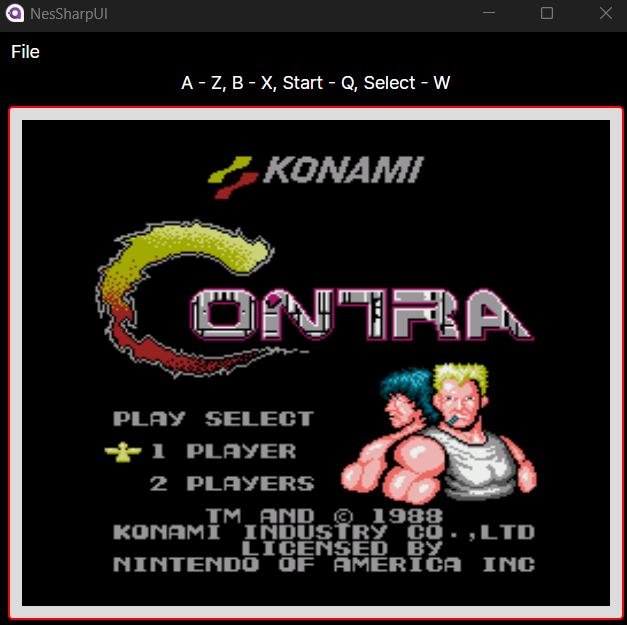 NesSharpUI
File
A - Z, B - X, Start - Q, Select - W
KONAMI
CONTRA
PLAY SELECT
1 PLAYER
2 PLAYERS
TM AND © 1988
KONAMI INDUSTRY CO.,LTD
LICENSED BY
NINTENDO OF AMERICA INC